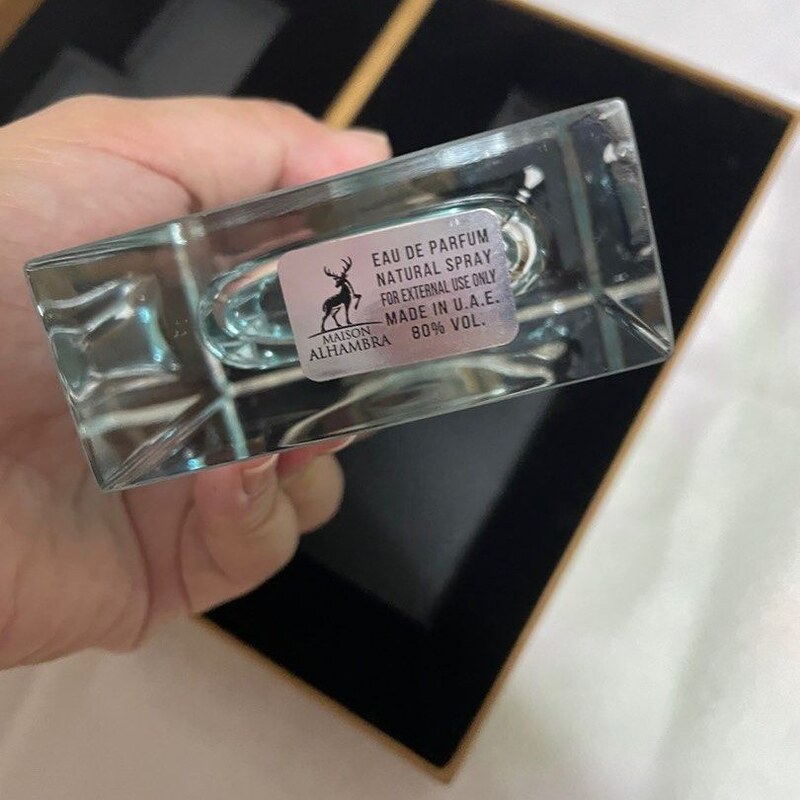 EAU DE PARFUM
NATURAL SPRAY
FOR EXTERNAL USE ONLY
MADE IN U.A.E.
80% VOL.
MAISON
ALHAMBRA